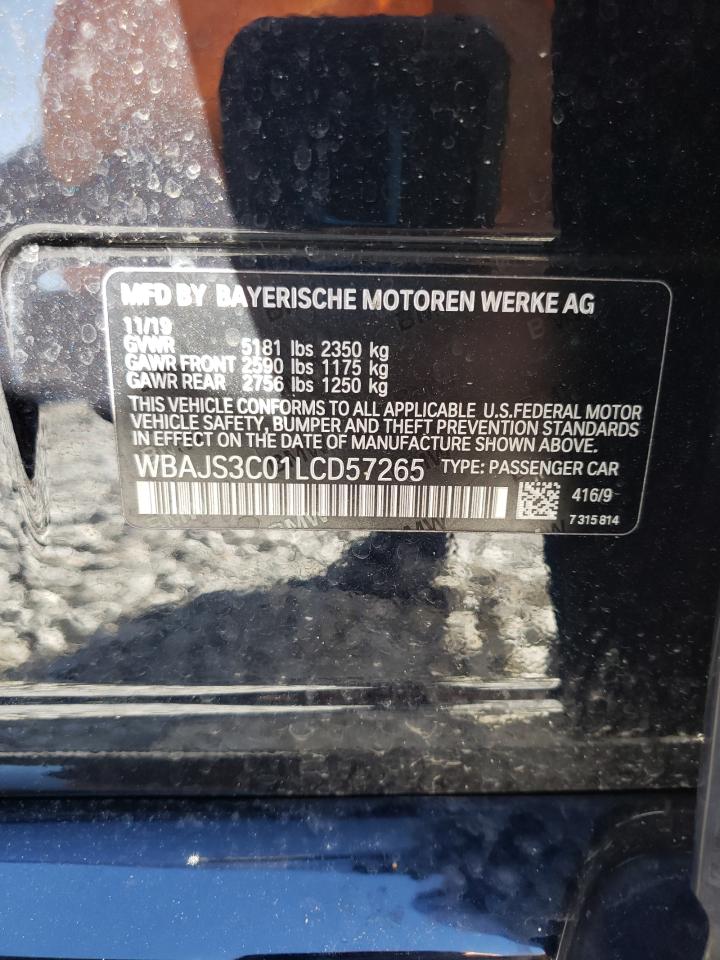 MFD BY BAYERISCHE MOTOREN WERKE AG
11/19
GVWR 5181 lbs 2350 kg
GAWR FRONT 2590 lbs 1175 kg
GAWR REAR 2756 lbs 1250 kg
THIS VEHICLE CONFORMS TO ALL APPLICABLE U.S.FEDERAL MOTOR
VEHICLE SAFETY, BUMPER AND THEFT PREVENTION STANDARDS
IN EFFECT ON THE DATE OF MANUFACTURE SHOWN ABOVE.
WBAJS3C01LCD57265 TYPE: PASSENGER CAR
416/9
7 315 814